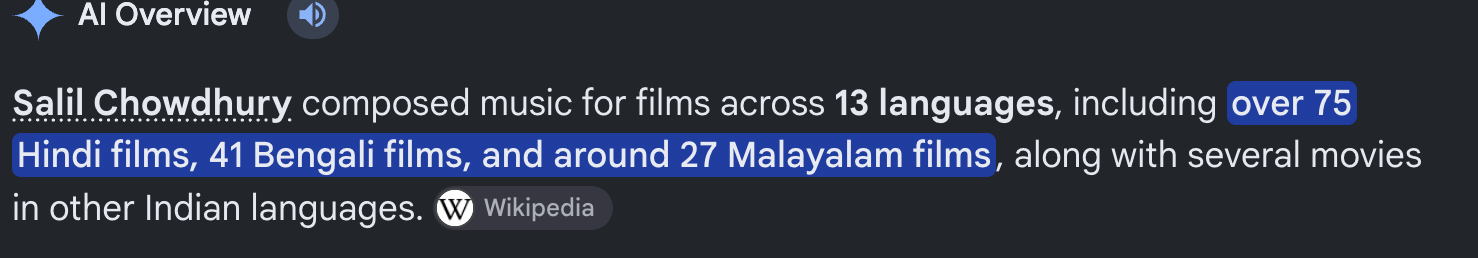 AI Overview
Salil Chowdhury composed music for films across 13 languages, including over 75
Hindi films, 41 Bengali films, and around 27 Malayalam films, along with several movies
in other Indian languages. W Wikipedia